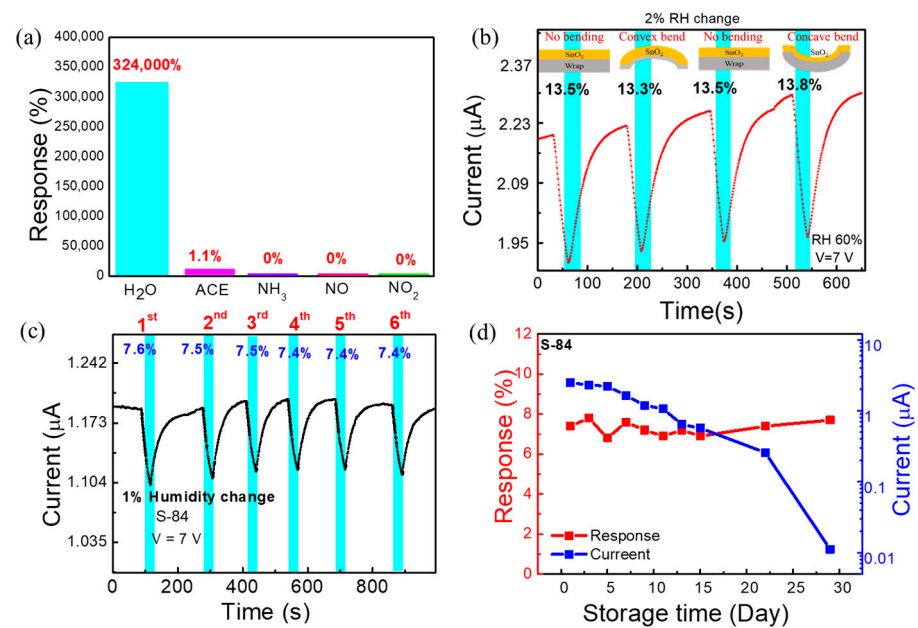 (a)
400,000
350,000
300,000
250,000
200,000
150,000
100,000
50,000
0
Response (%)
324,000%
1.1%
0%
0%
0%
H₂O
ACE
NH₃
NO
NO₂
(b)
2% RH change
No bending
Convex bend
No bending
Concave bend
SnO₂
Wrap
SnO₂
SnO₂
Wrap
SnO₂
13.5%
13.3%
13.5%
13.8%
2.37
2.23
2.09
1.95
Current (μA)
RH 60%
V=7 V
0 100 200 300 400 500 600
Time(s)
(c)
1st 2nd 3rd 4th 5th 6th
7.6% 7.5% 7.5% 7.4% 7.4% 7.4%
1.242
1.173
1.104
1.035
Current (μA)
1% Humidity change
S-84
V = 7 V
0 200 400 600 800
Time (s)
(d)
S-84
12
10
8
6
4
2
0
Response (%)
Response
Curreent
10
1
0.1
0.01
Current (μA)
0 5 10 15 20 25 30
Storage time (Day)